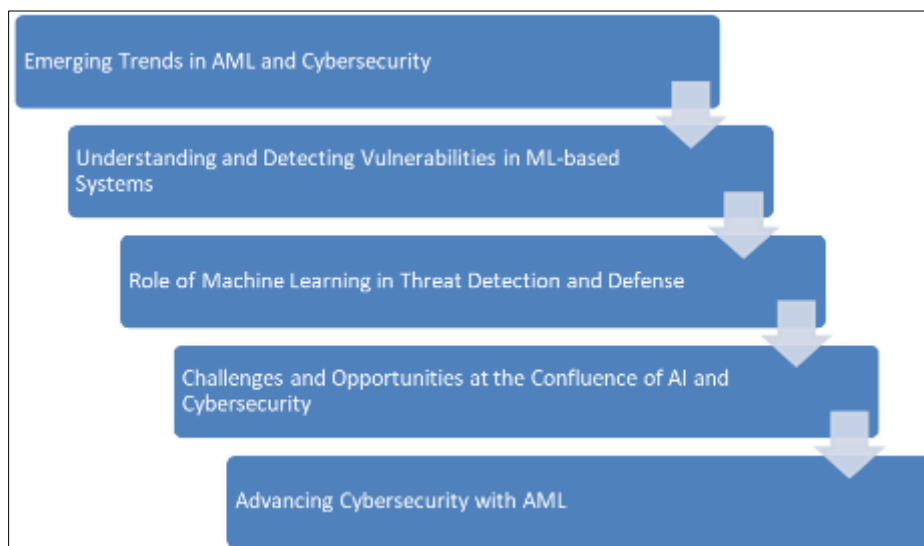 Emerging Trends in AML and Cybersecurity
Understanding and Detecting Vulnerabilities in ML-based
Systems
Role of Machine Learning in Threat Detection and Defense
Challenges and Opportunities at the Confluence of AI and
Cybersecurity
Advancing Cybersecurity with AML